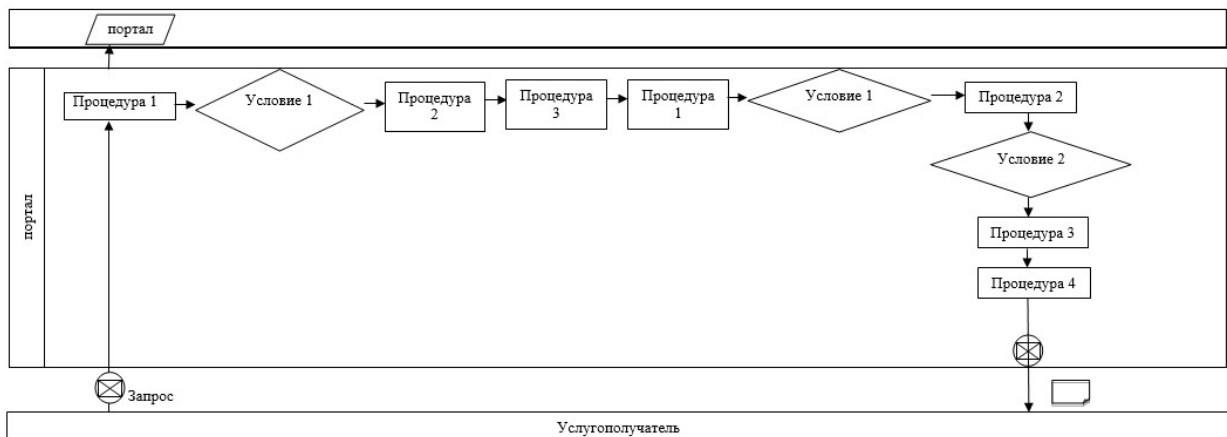 портал
Процедура 1
Условие 1
Процедура
2
Процедура
3
Процедура
1
Условие 1
Процедура 2
Условие 2
портал
Процедура 3
Процедура 4
Запрос
Услугополучатель